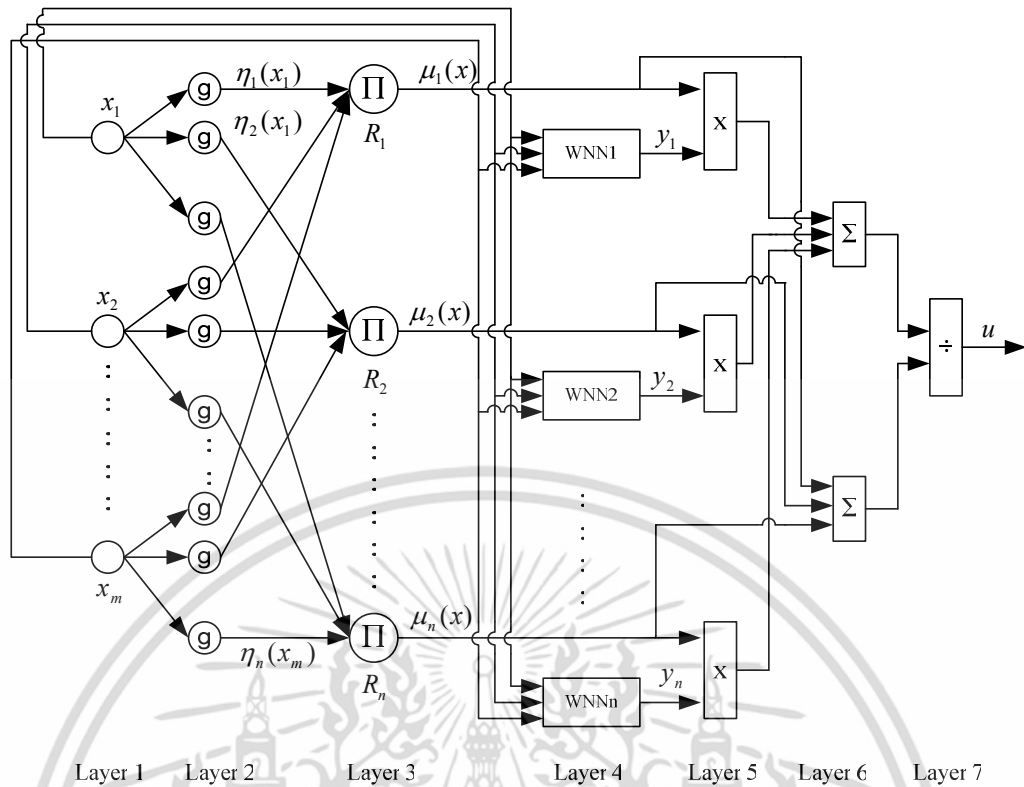 η₁(x₁)
μ₁(x)
g
Π
x₁
X
η₂(x₁)
g
R₁
WNN1
y₁
g
Σ
g
x₂
μ₂(x)
u
g
Π
X
÷
R₂
WNN2
y₂
g
g
Σ
g
xₘ
μₙ(x)
g
Π
ηₙ(xₘ)
X
Rₙ
WNNn
yₙ
Layer 1 Layer 2 Layer 3 Layer 4 Layer 5 Layer 6 Layer 7